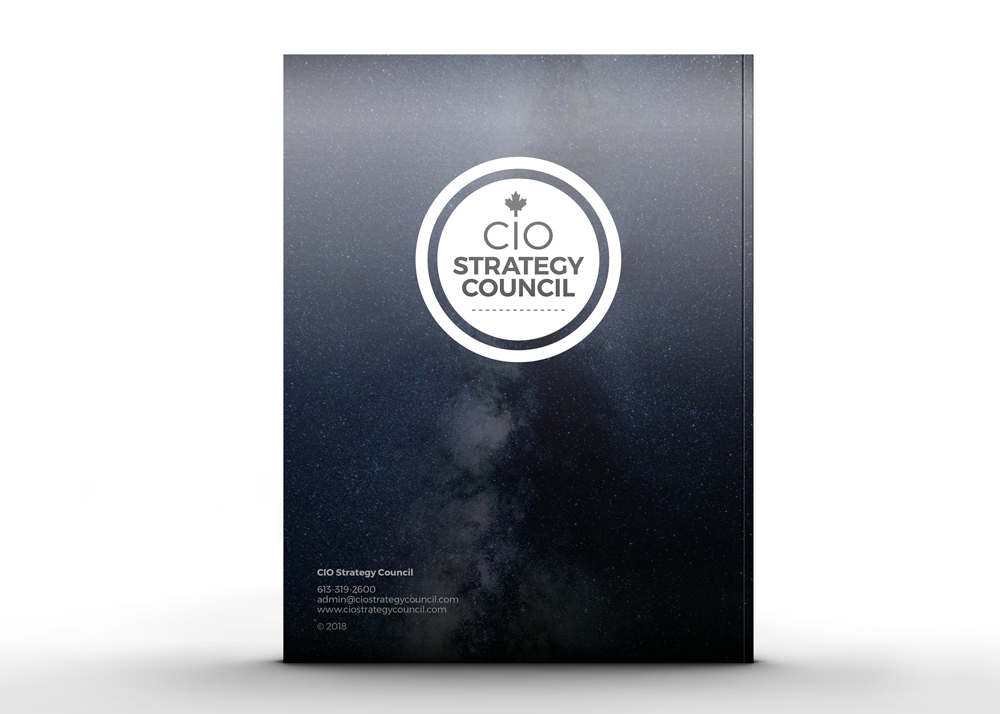 CIO
STRATEGY
COUNCIL
CIO Strategy Council
613-319-2600
admin@ciostrategycouncil.com
www.ciostrategycouncil.com
© 2018